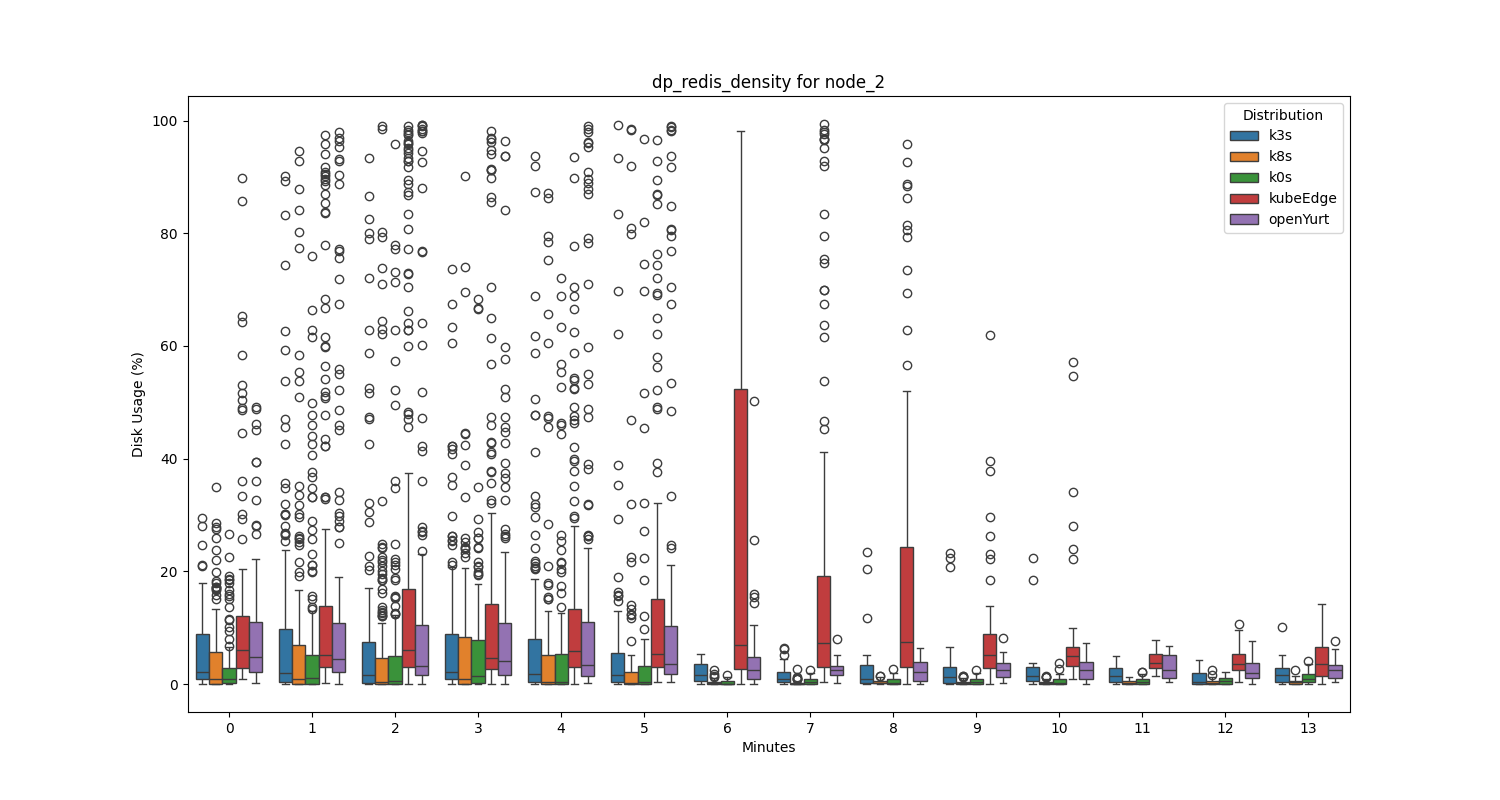 dp_redis_density for node_2
Disk Usage (%)
100
80
60
40
20
0
Distribution
k3s
k8s
k0s
kubeEdge
openYurt
0 1 2 3 4 5 6 7 8 9 10 11 12 13
Minutes